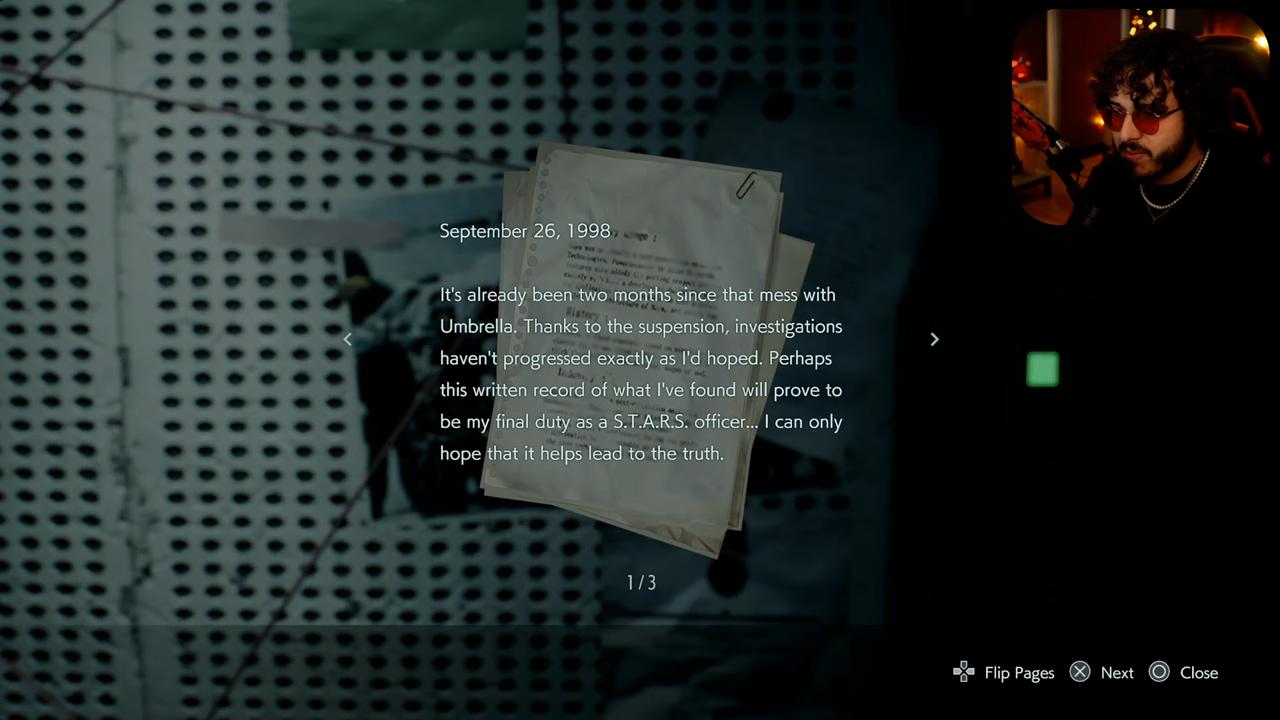 September 26, 1998
It's already been two months since that mess with
Umbrella. Thanks to the suspension, investigations
haven't progressed exactly as I'd hoped. Perhaps
this written record of what I've found will prove to
be my final duty as a S.T.A.R.S. officer... I can only
hope that it helps lead to the truth.
1/3
Flip Pages
Next
Close